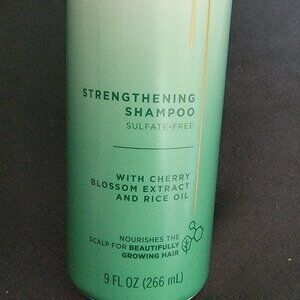 STRENGTHENING
SHAMPOO
SULFATE-FREE
WITH CHERRY
BLOSSOM EXTRACT
AND RICE OIL
NOURISHES THE
SCALP FOR BEAUTIFULLY
GROWING HAIR
9 FL OZ (266 mL)